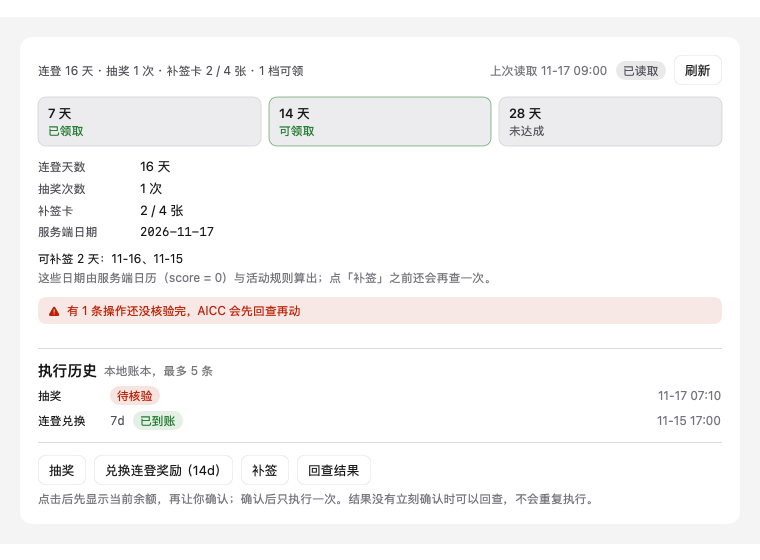 连登 16 天 · 抽奖 1 次 · 补签卡 2 / 4 张 · 1 档可领
上次读取 11-17 09:00 已读取 刷新
7 天
已领取
14 天
可领取
28 天
未达成
连登天数 16 天
抽奖次数 1 次
补签卡 2 / 4 张
服务端日期 2026-11-17
可补签 2 天：11-16、11-15
这些日期由服务端日历（score = 0）与活动规则算出；点「补签」之前还会再查一次。
有 1 条操作还没核验完，AICC 会先回查再动
执行历史 本地账本，最多 5 条
抽奖 待核验 11-17 07:10
连登兑换 7d 已到账 11-15 17:00
抽奖 兑换连登奖励（14d） 补签 回查结果
点击后先显示当前余额，再让你确认；确认后只执行一次。结果没有立刻确认时可以回查，不会重复执行。